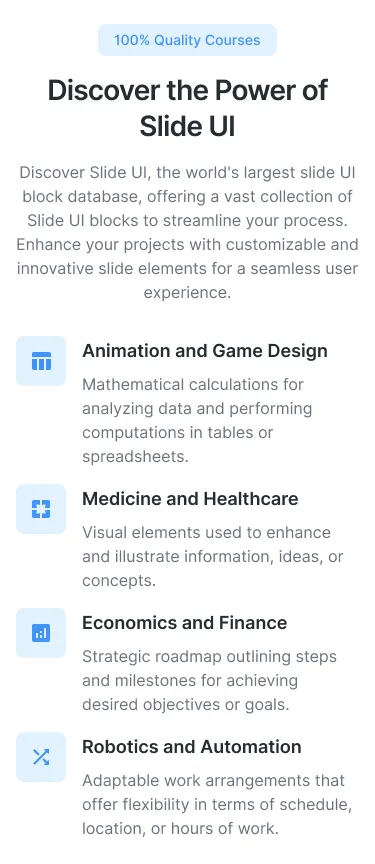 100% Quality Courses
Discover the Power of
Slide UI
Discover Slide UI, the world's largest slide UI
block database, offering a vast collection of
Slide UI blocks to streamline your process.
Enhance your projects with customizable and
innovative slide elements for a seamless user
experience.
Animation and Game Design
Mathematical calculations for
analyzing data and performing
computations in tables or
spreadsheets.
Medicine and Healthcare
Visual elements used to enhance
and illustrate information, ideas, or
concepts.
Economics and Finance
Strategic roadmap outlining steps
and milestones for achieving
desired objectives or goals.
Robotics and Automation
Adaptable work arrangements that
offer flexibility in terms of schedule,
location, or hours of work.